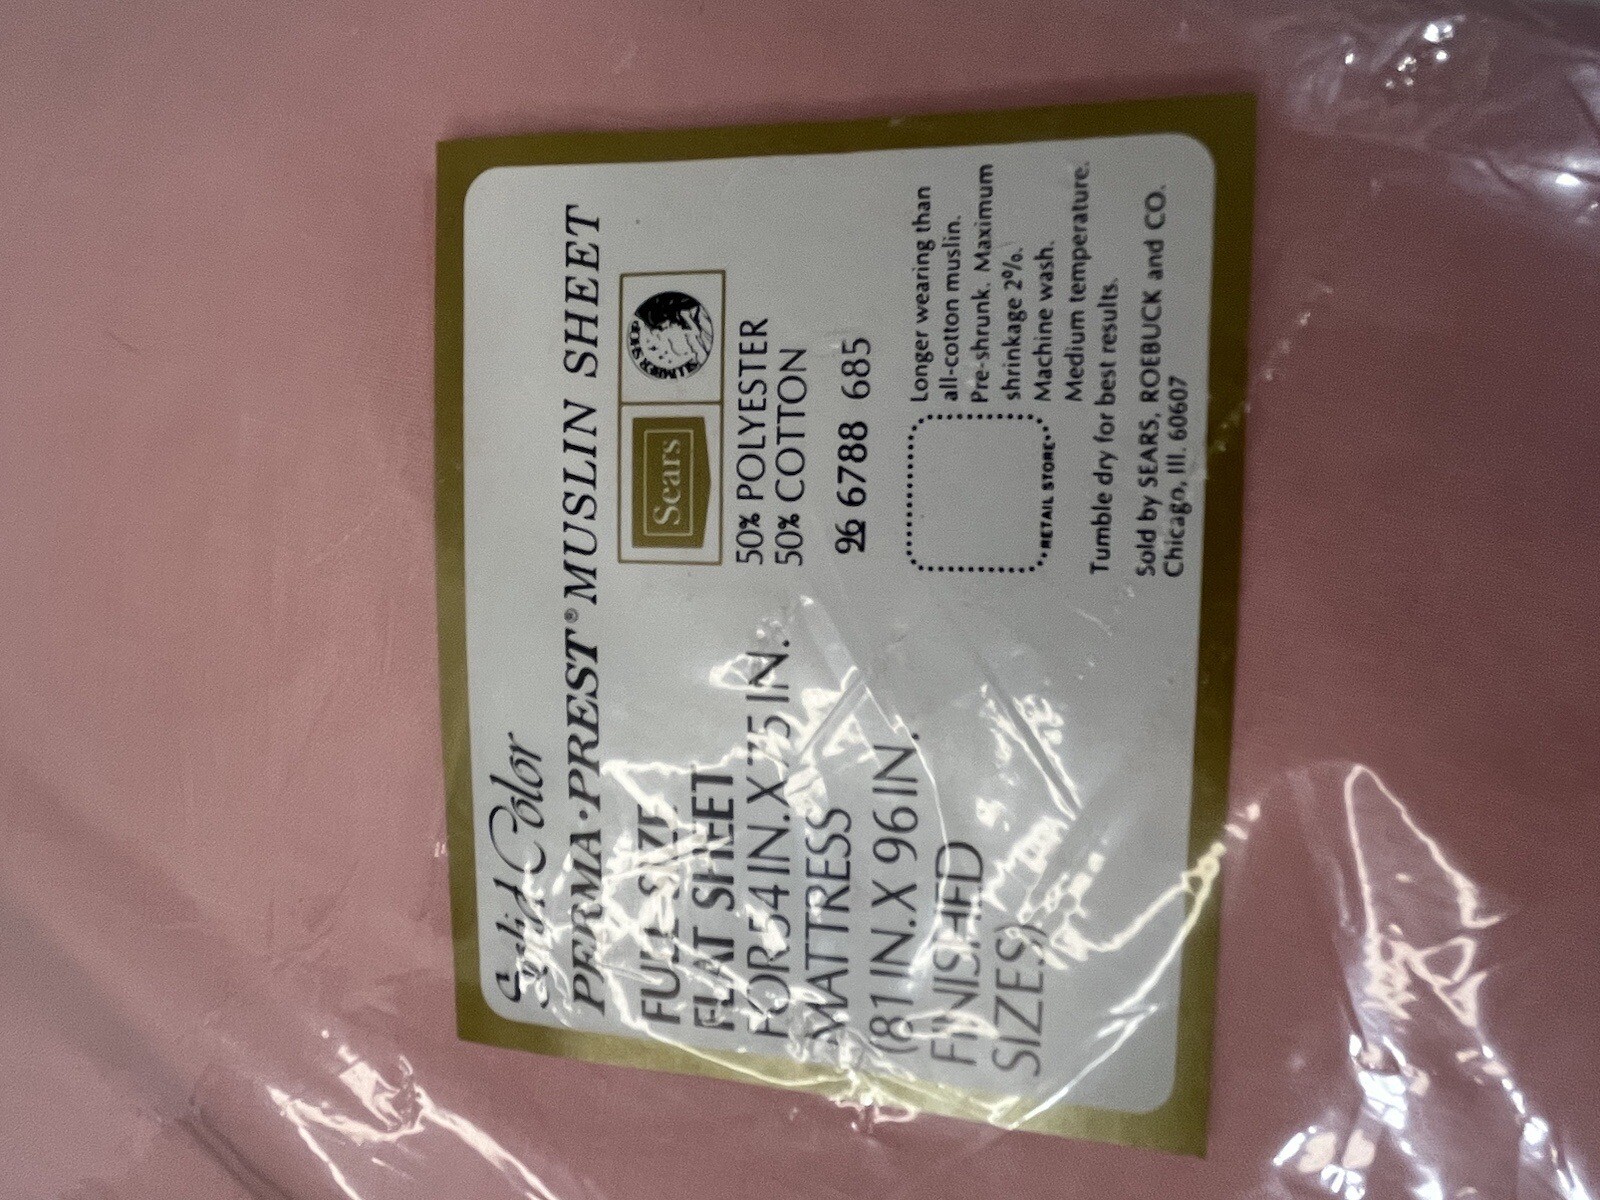 Solid Color
PERMA·PREST® MUSLIN SHEET
FULL SIZE
FLAT SHEET
FOR 54 IN. X 75 IN.
MATTRESS
(81 IN. X 96 IN.
FINISHED
SIZES)
Sears
SLUMBER SHOP
50% POLYESTER
50% COTTON
96 6788 685
Longer wearing than
all-cotton muslin.
Pre-shrunk. Maximum
shrinkage 2%.
Machine wash.
Medium temperature.
RETAIL STORE
Tumble dry for best results.
Sold by SEARS, ROEBUCK and CO.
Chicago, Ill. 60607